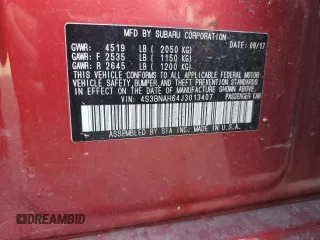 MFD BY SUBARU CORPORATION DATE: 08/17
GVWR: 4519 LB ( 2050 KG)
GAWR: F 2535 LB ( 1150 KG)
GAWR: R 2645 LB ( 1200 KG)
THIS VEHICLE CONFORMS TO ALL APPLICABLE FEDERAL MOTOR
VEHICLE SAFETY, BUMPER, AND THEFT PREVENTION STANDARDS
IN EFFECT ON THE DATE OF MANUFACTURE SHOWN ABOVE.
VIN: 4S3BNAH64J3013407 PASSENGER CAR
ASSEMBLED BY SIA INC. MADE IN U.S.A.
DREAMBID